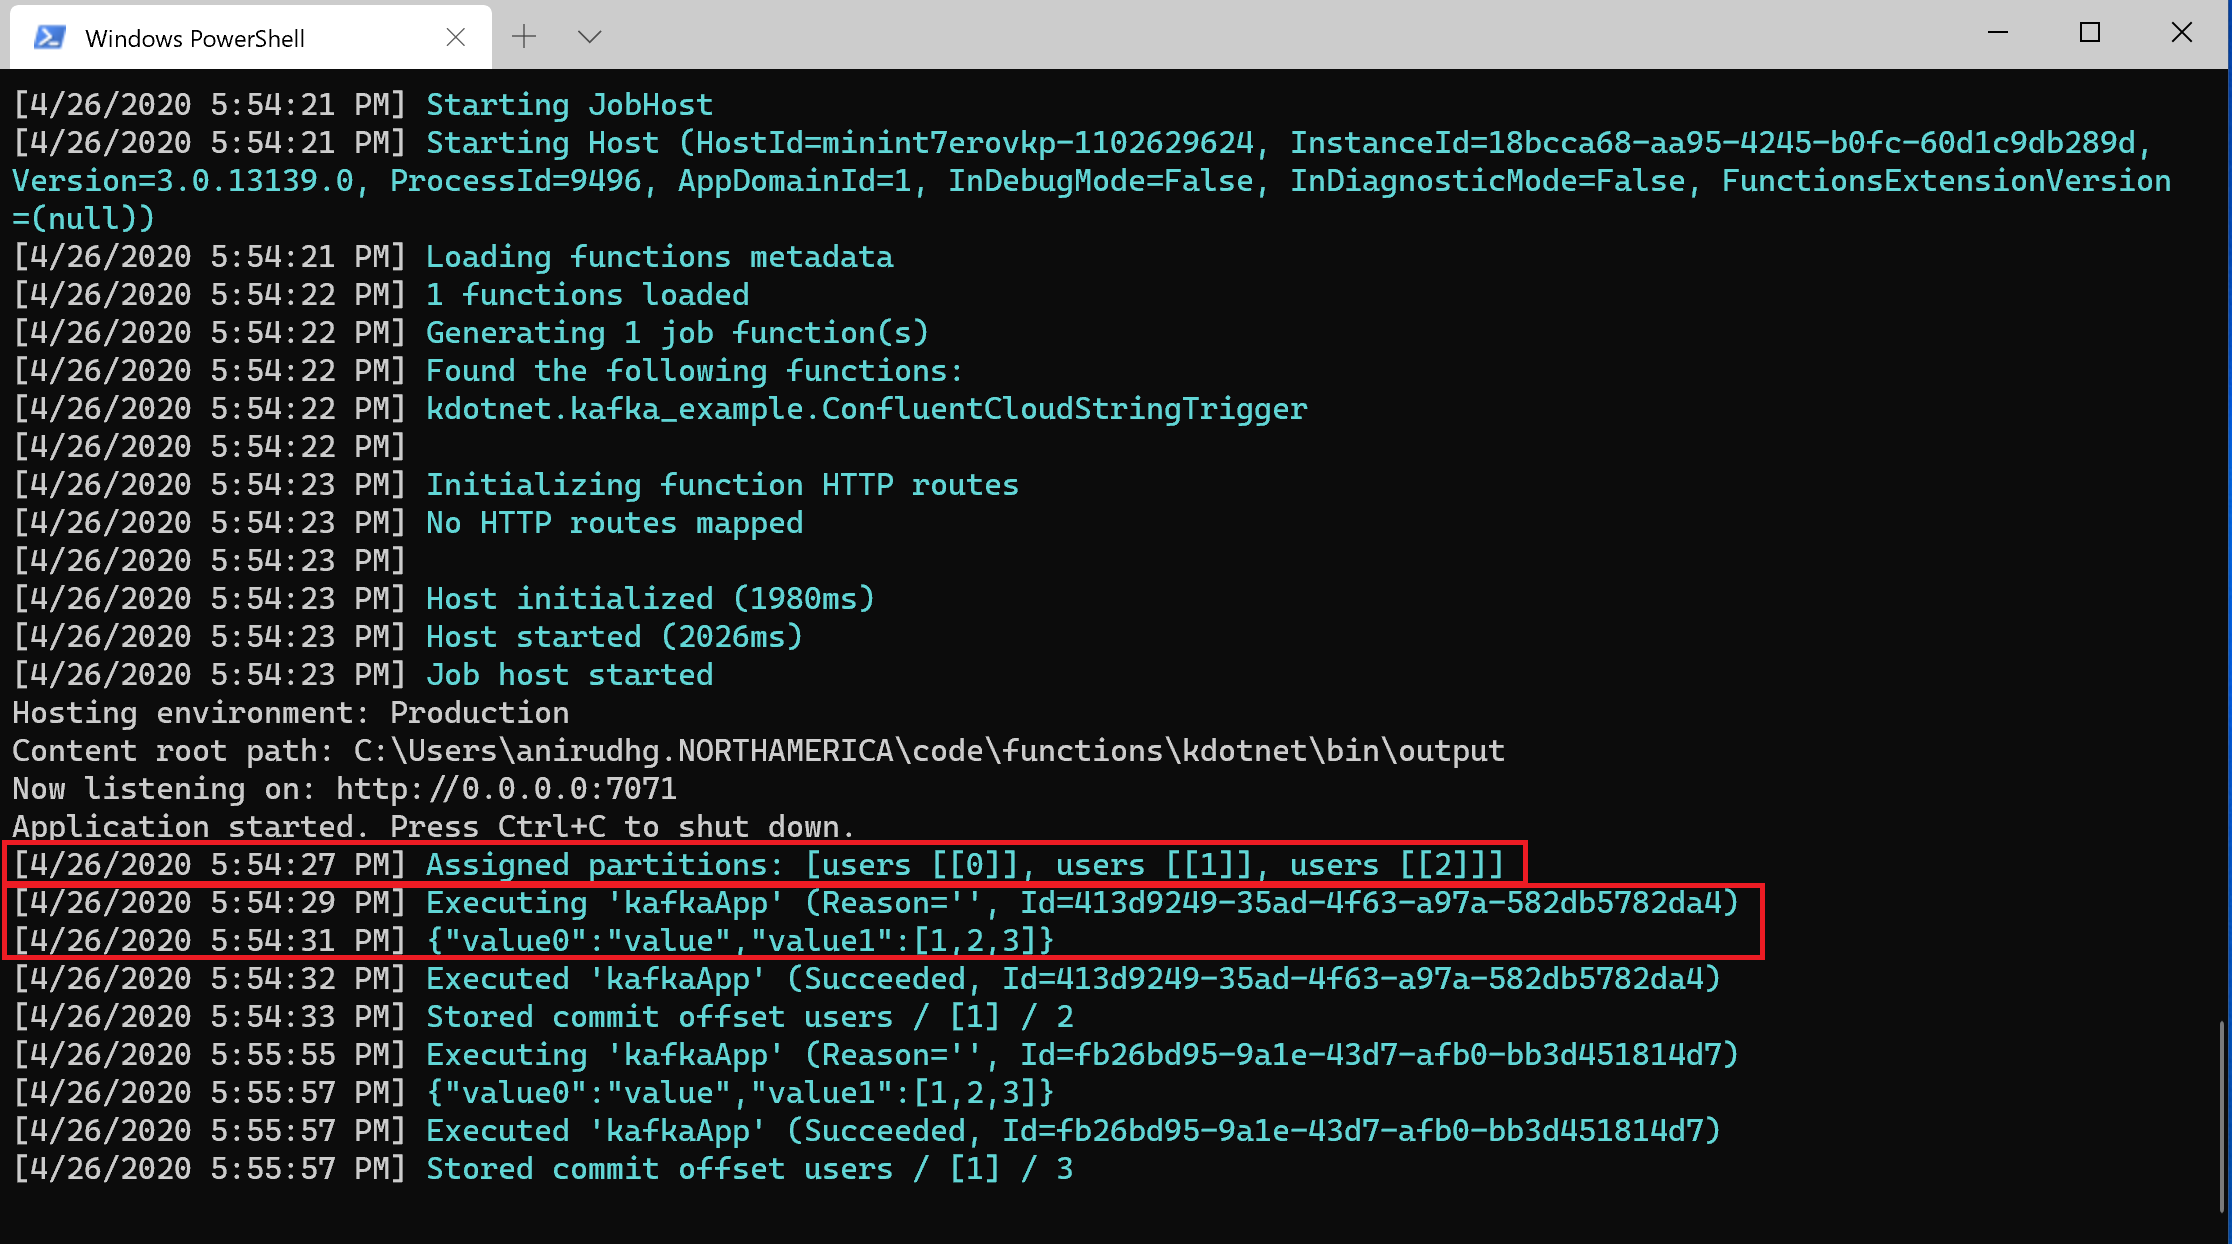 Windows PowerShell
[4/26/2020 5:54:21 PM] Starting JobHost
[4/26/2020 5:54:21 PM] Starting Host (HostId=minint7erovkp-1102629624, InstanceId=18bcca68-aa95-4245-b0fc-60d1c9db289d,
Version=3.0.13139.0, ProcessId=9496, AppDomainId=1, InDebugMode=False, InDiagnosticMode=False, FunctionsExtensionVersion
=(null))
[4/26/2020 5:54:21 PM] Loading functions metadata
[4/26/2020 5:54:22 PM] 1 functions loaded
[4/26/2020 5:54:22 PM] Generating 1 job function(s)
[4/26/2020 5:54:22 PM] Found the following functions:
[4/26/2020 5:54:22 PM] kdotnet.kafka_example.ConfluentCloudStringTrigger
[4/26/2020 5:54:22 PM]
[4/26/2020 5:54:23 PM] Initializing function HTTP routes
[4/26/2020 5:54:23 PM] No HTTP routes mapped
[4/26/2020 5:54:23 PM]
[4/26/2020 5:54:23 PM] Host initialized (1980ms)
[4/26/2020 5:54:23 PM] Host started (2026ms)
[4/26/2020 5:54:23 PM] Job host started
Hosting environment: Production
Content root path: C:\Users\anirudhg.NORTHAMERICA\code\functions\kdotnet\bin\output
Now listening on: http://0.0.0.0:7071
Application started. Press Ctrl+C to shut down.
[4/26/2020 5:54:27 PM] Assigned partitions: [users [[0]], users [[1]], users [[2]]]
[4/26/2020 5:54:29 PM] Executing 'kafkaApp' (Reason='', Id=413d9249-35ad-4f63-a97a-582db5782da4)
[4/26/2020 5:54:31 PM] {"value0":"value","value1":[1,2,3]}
[4/26/2020 5:54:32 PM] Executed 'kafkaApp' (Succeeded, Id=413d9249-35ad-4f63-a97a-582db5782da4)
[4/26/2020 5:54:33 PM] Stored commit offset users / [1] / 2
[4/26/2020 5:55:55 PM] Executing 'kafkaApp' (Reason='', Id=fb26bd95-9a1e-43d7-afb0-bb3d451814d7)
[4/26/2020 5:55:57 PM] {"value0":"value","value1":[1,2,3]}
[4/26/2020 5:55:57 PM] Executed 'kafkaApp' (Succeeded, Id=fb26bd95-9a1e-43d7-afb0-bb3d451814d7)
[4/26/2020 5:55:57 PM] Stored commit offset users / [1] / 3